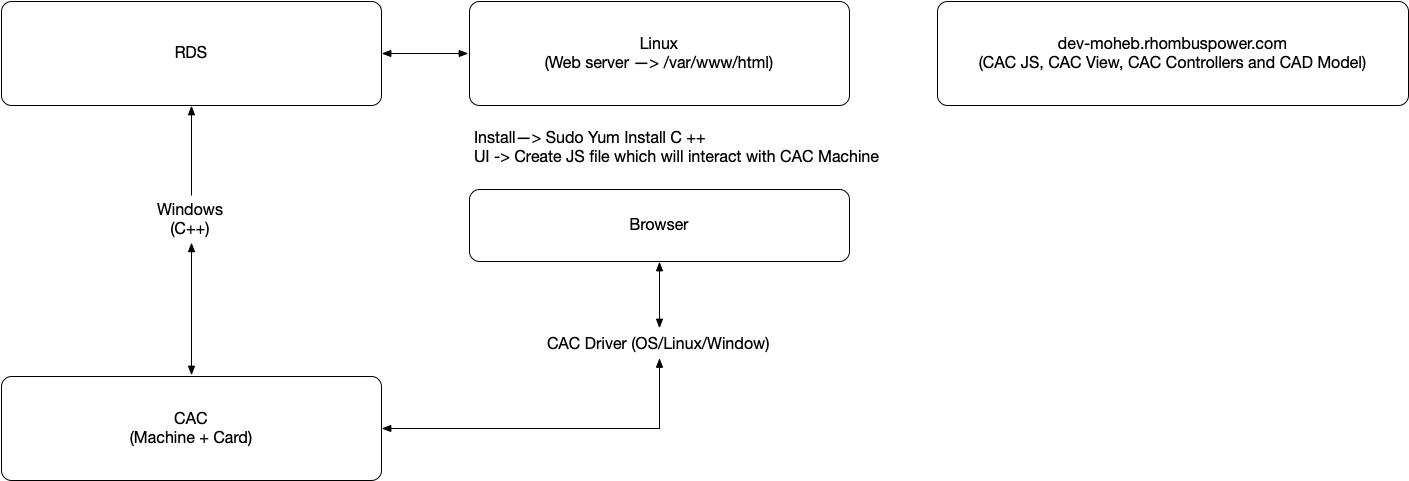 RDS
Linux
(Web server —> /var/www/html)
dev-moheb.rhombuspower.com
(CAC JS, CAC View, CAC Controllers and CAD Model)
Install—> Sudo Yum Install C ++
UI -> Create JS file which will interact with CAC Machine
Windows
(C++)
Browser
CAC Driver (OS/Linux/Window)
CAC
(Machine + Card)